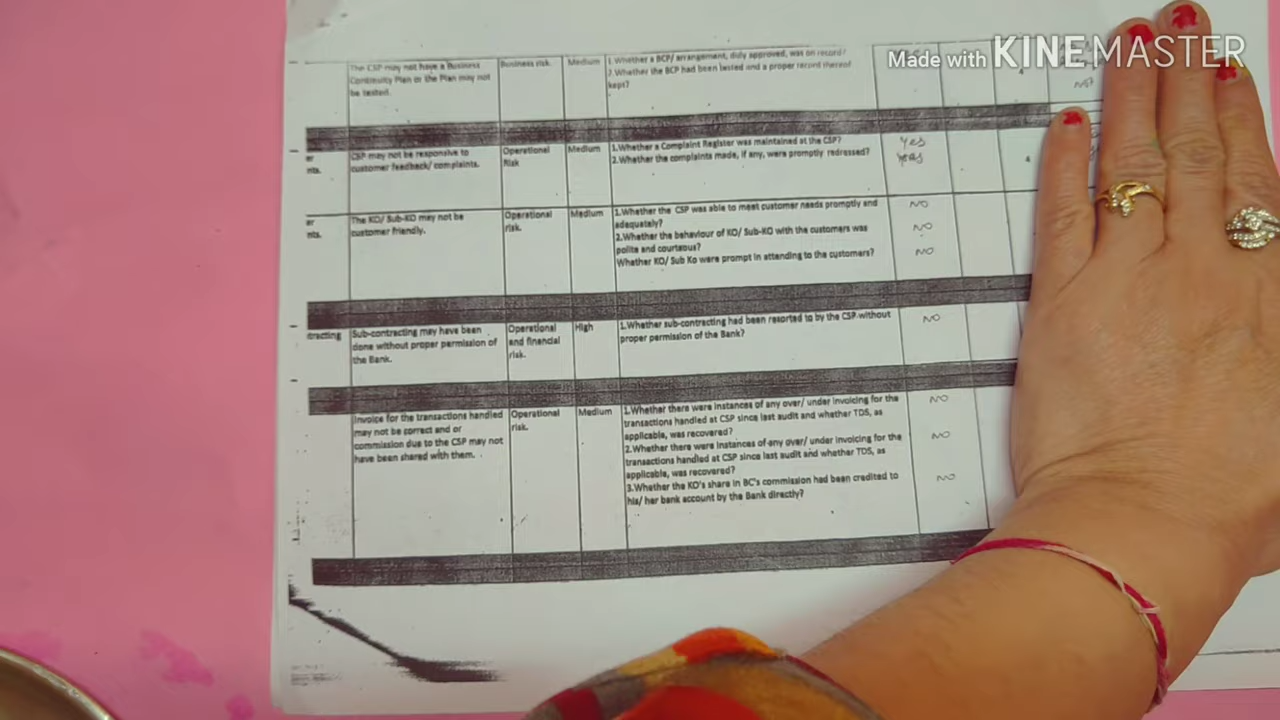 Made with KINEMASTER
The CSP may not have a Business
Continuity Plan or the Plan may not
be tested.
Business risk.
Medium
1.Whether a BCP/ arrangement, duly approved, was on record?
2.Whether the BCP had been tested and a proper record thereof
kept?
4
er
nts.
CSP may not be responsive to
customer feedback/ complaints.
Operational
Risk
Medium
1.Whether a Complaint Register was maintained at the CSP?
2.Whether the complaints made, if any, were promptly redressed?
Yes
4
er
nts.
The KO/ Sub-KO may not be
customer friendly.
Operational
risk.
Medium
1.Whether the CSP was able to meet customer needs promptly and
adequately?
2.Whether the behaviour of KO/ Sub-KO with the customers was
polite and courteous?
Whether KO/ Sub Ko were prompt in attending to the customers?
NO
NO
NO
tracting
Sub-contracting may have been
done without proper permission of
the Bank.
Operational
and financial
risk.
High
1.Whether sub-contracting had been resorted to by the CSP without
proper permission of the Bank?
NO
Invoice for the transactions handled
may not be correct and or
commission due to the CSP may not
have been shared with them.
Operational
risk.
Medium
1.Whether there were instances of any over/ under invoicing for the
transactions handled at CSP since last audit and whether TDS, as
applicable, was recovered?
2.Whether there were instances of any over/ under invoicing for the
transactions handled at CSP since last audit and whether TDS, as
applicable, was recovered?
3.Whether the KO's share in BC's commission had been credited to
his/ her bank account by the Bank directly?
NO
NO
NO